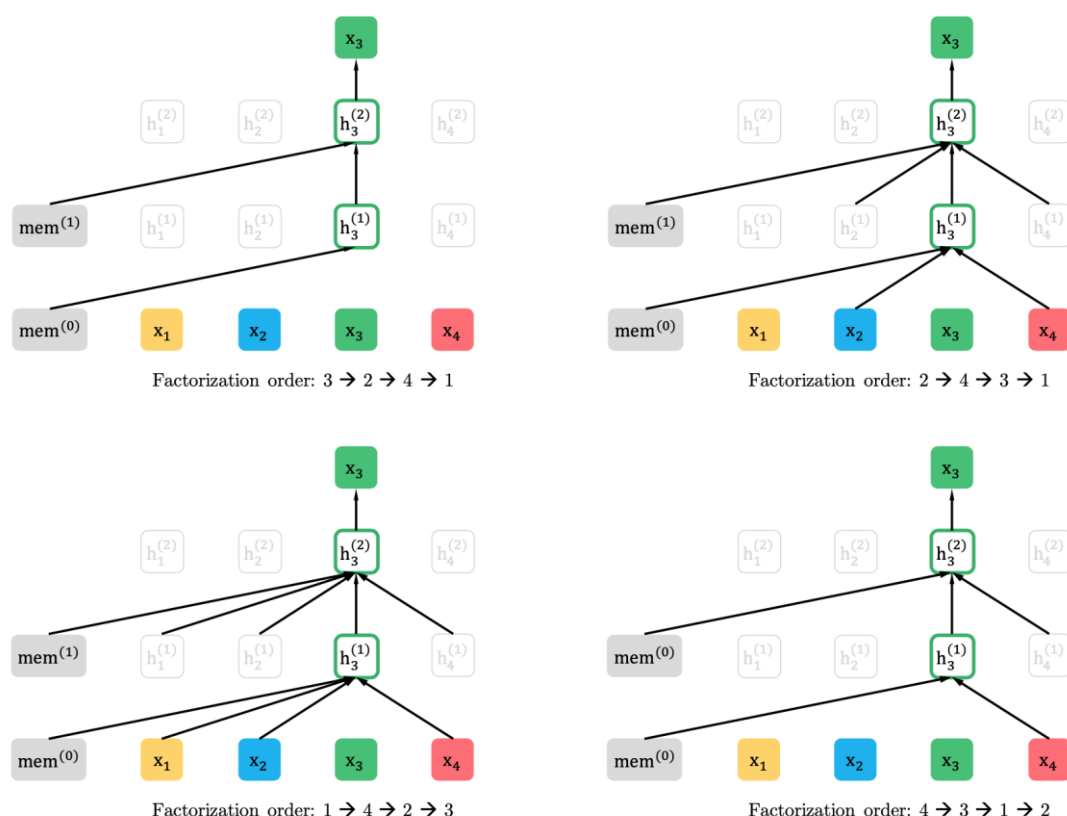 x₃ x₃
h₁⁽²⁾ h₂⁽²⁾ h₃⁽²⁾ h₄⁽²⁾ h₁⁽²⁾ h₂⁽²⁾ h₃⁽²⁾ h₄⁽²⁾
mem⁽¹⁾ h₁⁽¹⁾ h₂⁽¹⁾ h₃⁽¹⁾ h₄⁽¹⁾ mem⁽¹⁾ h₁⁽¹⁾ h₂⁽¹⁾ h₃⁽¹⁾ h₄⁽¹⁾
mem⁽⁰⁾ x₁ x₂ x₃ x₄ mem⁽⁰⁾ x₁ x₂ x₃ x₄
Factorization order: 3 → 2 → 4 → 1 Factorization order: 2 → 4 → 3 → 1
x₃ x₃
h₁⁽²⁾ h₂⁽²⁾ h₃⁽²⁾ h₄⁽²⁾ h₁⁽²⁾ h₂⁽²⁾ h₃⁽²⁾ h₄⁽²⁾
mem⁽¹⁾ h₁⁽¹⁾ h₂⁽¹⁾ h₃⁽¹⁾ h₄⁽¹⁾ mem⁽⁰⁾ h₁⁽¹⁾ h₂⁽¹⁾ h₃⁽¹⁾ h₄⁽¹⁾
mem⁽⁰⁾ x₁ x₂ x₃ x₄ mem⁽⁰⁾ x₁ x₂ x₃ x₄
Factorization order: 1 → 4 → 2 → 3 Factorization order: 4 → 3 → 1 → 2